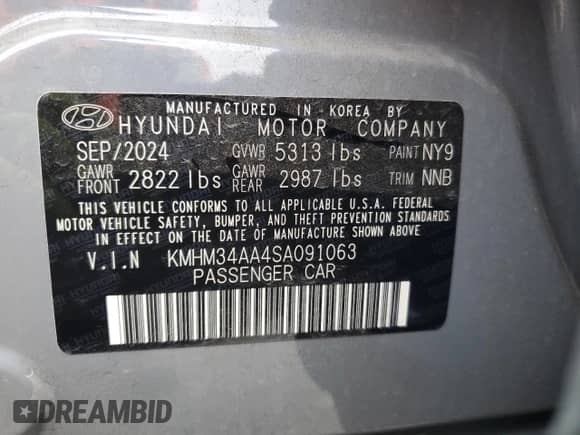 MANUFACTURED IN KOREA BY
HYUNDAI MOTOR COMPANY
SEP/2024 GVWR 5313 lbs PAINT NY9
GAWR FRONT 2822 lbs GAWR REAR 2987 lbs TRIM NNB
THIS VEHICLE CONFORMS TO ALL APPLICABLE U.S.A. FEDERAL
MOTOR VEHICLE SAFETY, BUMPER, AND THEFT PREVENTION STANDARDS
IN EFFECT ON THE DATE OF MANUFACTURE SHOWN ABOVE.
V.I.N KMHM34AA4SA091063
PASSENGER CAR
DREAMBID